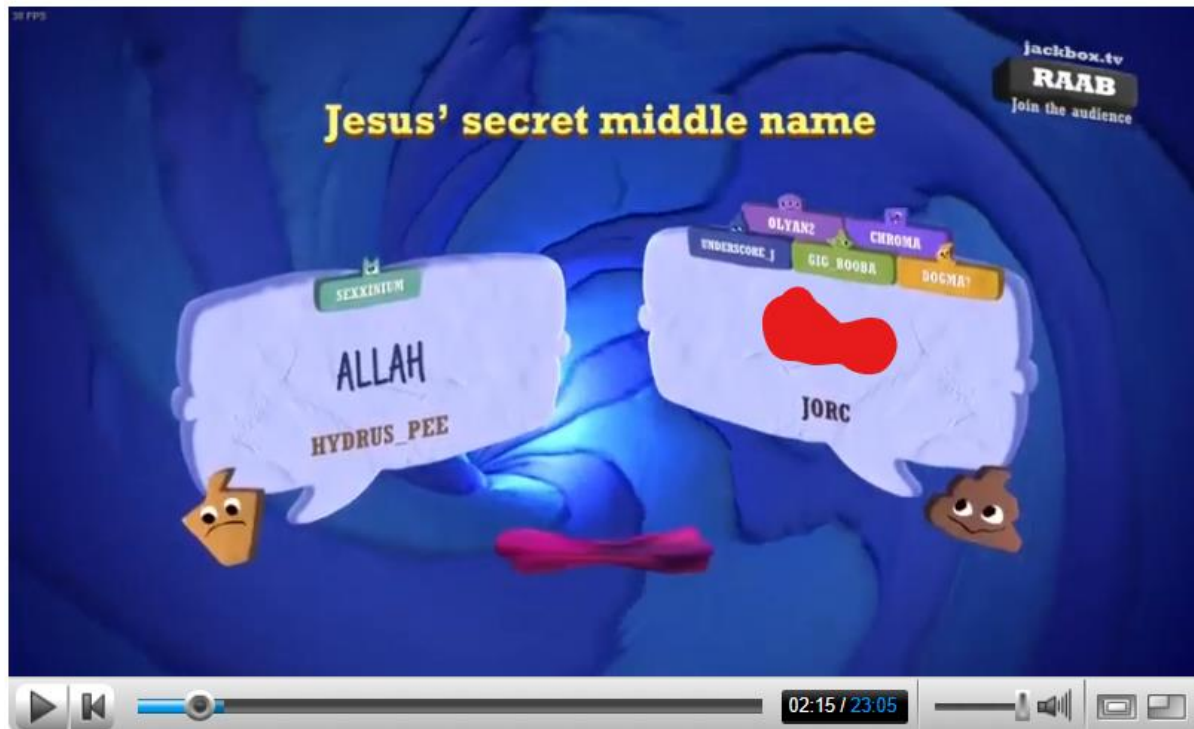 38 FPS
jackbox.tv
RAAB
Join the audience
Jesus' secret middle name
SEXXINIUM
ALLAH
HYDRUS_PEE
OLYAN2
CHROMA
UNDERSCORE_J
GIG_BOOBA
DOGMA?
JORC
02:15 / 23:05